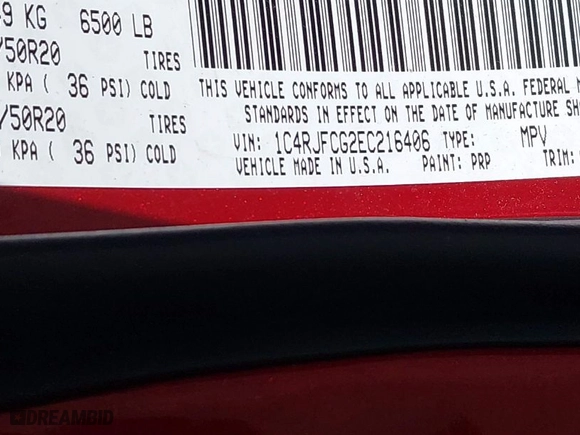 9 KG 6500 LB
/50R20 TIRES
KPA ( 36 PSI) COLD
THIS VEHICLE CONFORMS TO ALL APPLICABLE U.S.A. FEDERAL
/50R20 TIRES
STANDARDS IN EFFECT ON THE DATE OF MANUFACTURE
KPA ( 36 PSI) COLD
VIN: 1C4RJFCG2EC216406 TYPE: MPV
VEHICLE MADE IN U.S.A. PAINT: PRP TRIM:
DREAMBID